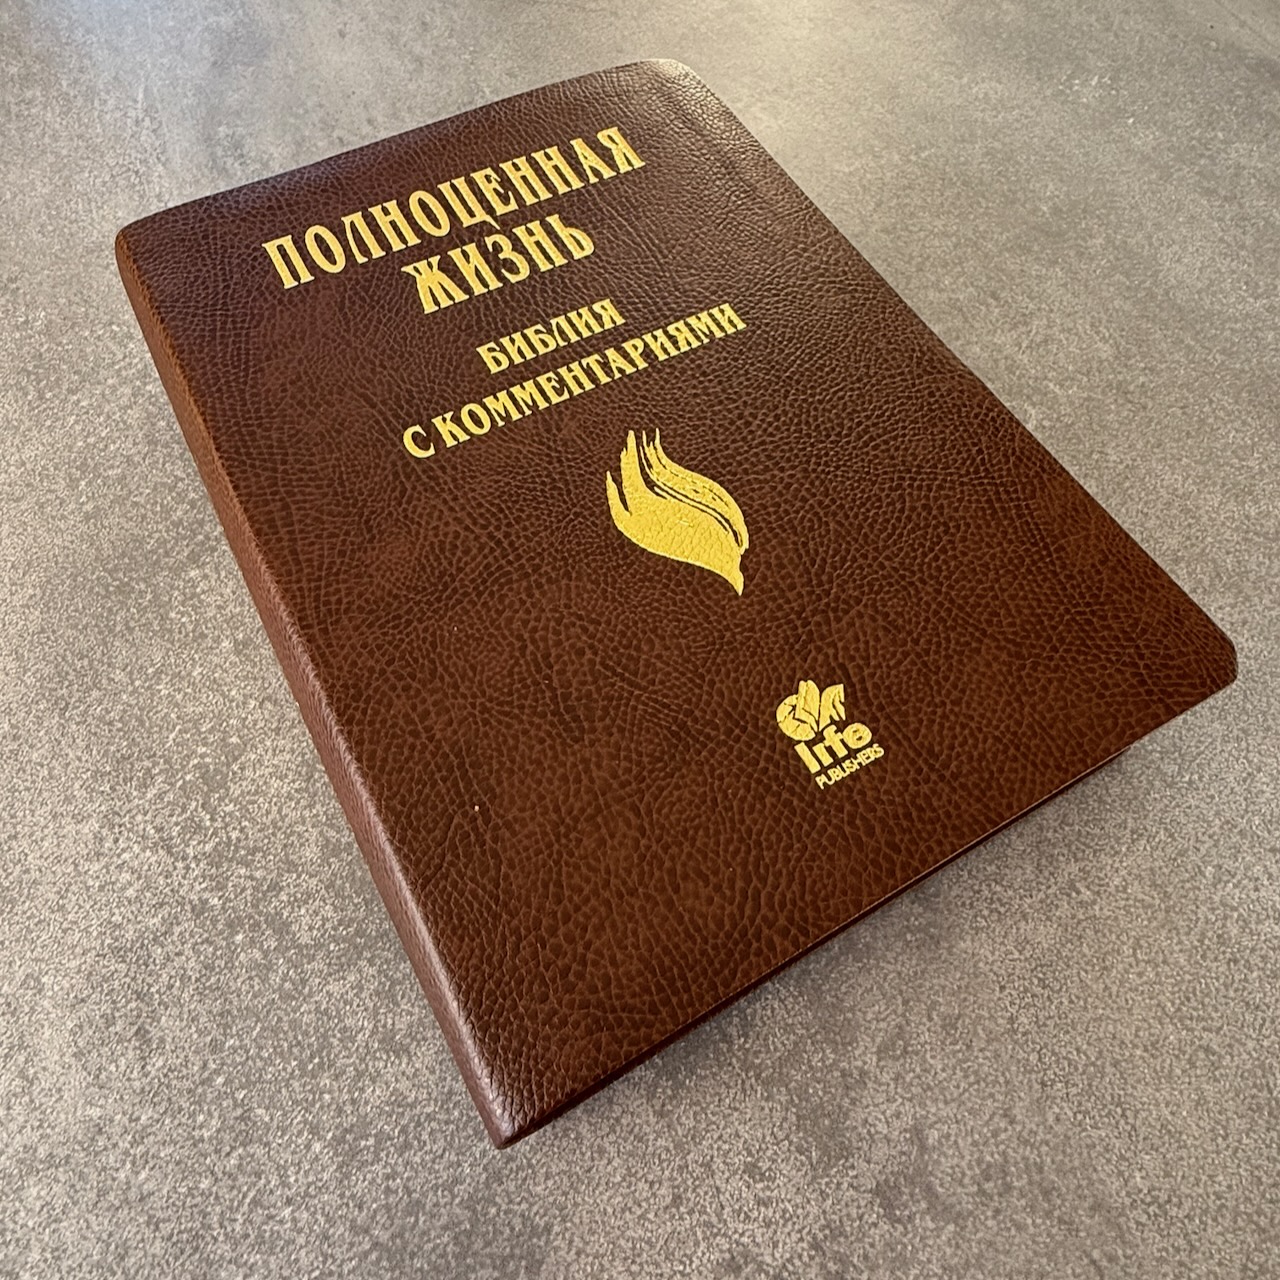 ПОЛНОЦЕННАЯ
ЖИЗНЬ
БИБЛИЯ
С КОММЕНТАРИЯМИ
life
PUBLISHERS